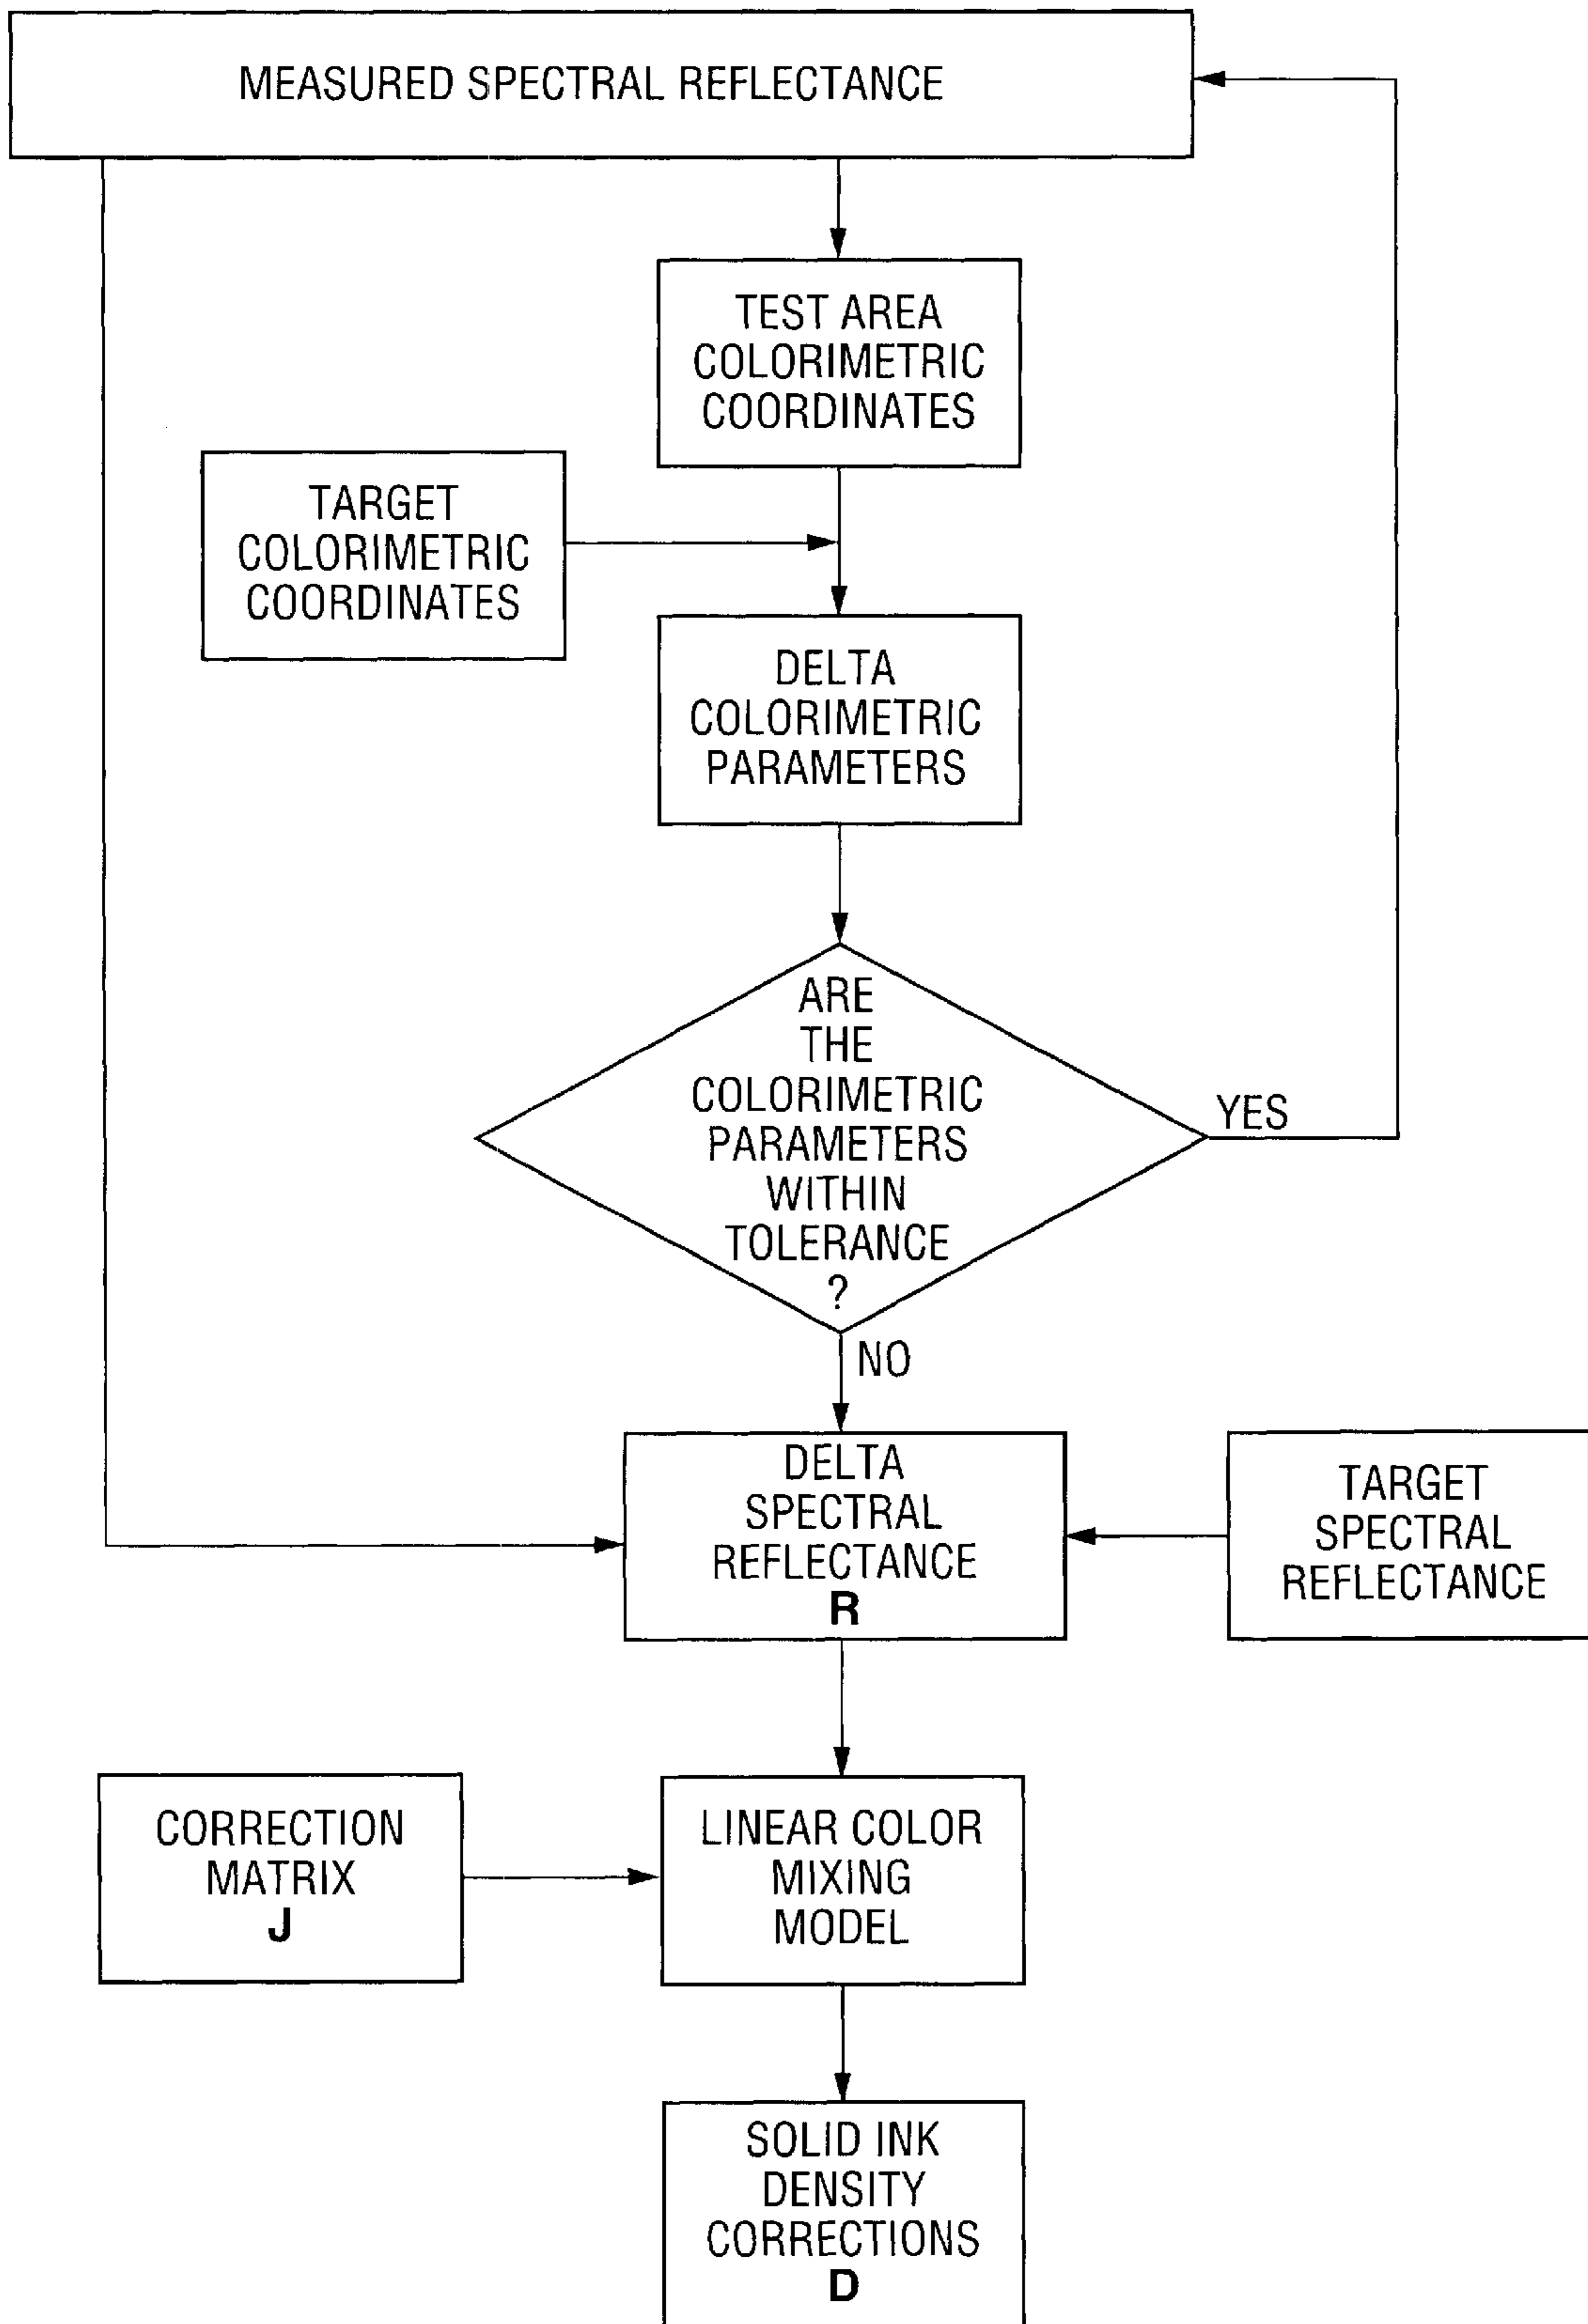 MEASURED SPECTRAL REFLECTANCE
TEST AREA
COLORIMETRIC
COORDINATES
TARGET
COLORIMETRIC
COORDINATES
DELTA
COLORIMETRIC
PARAMETERS
ARE
THE
COLORIMETRIC
PARAMETERS
WITHIN
TOLERANCE
?
YES
NO
DELTA
SPECTRAL
REFLECTANCE
R
TARGET
SPECTRAL
REFLECTANCE
CORRECTION
MATRIX
J
LINEAR COLOR
MIXING
MODEL
SOLID INK
DENSITY
CORRECTIONS
D